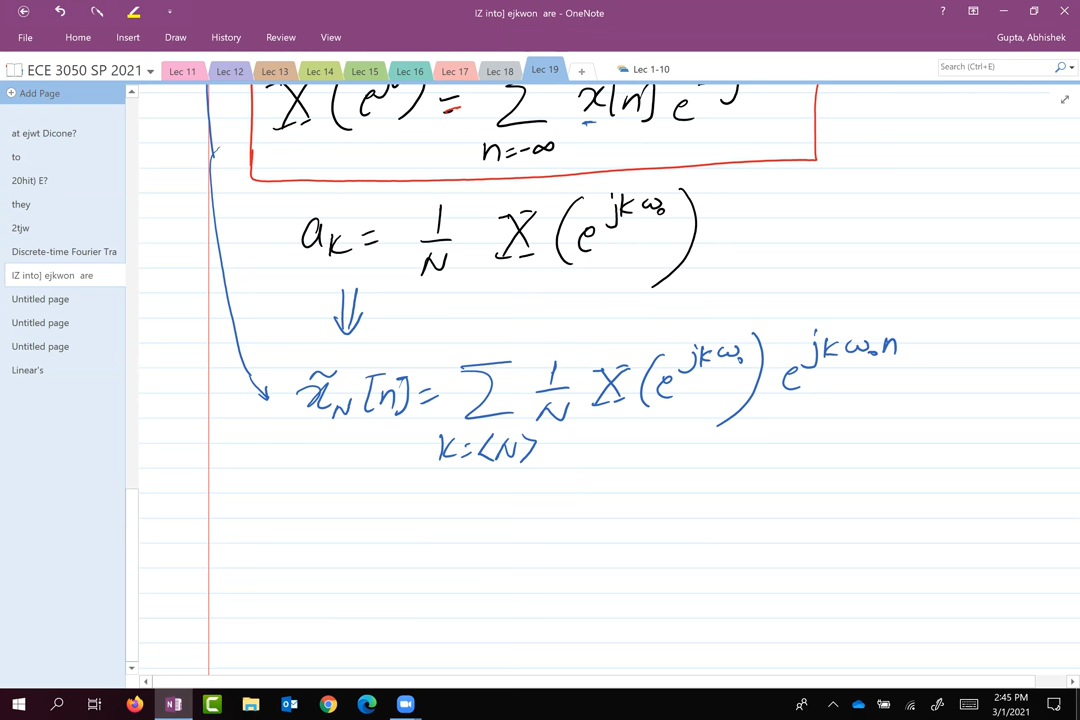 IZ into] ejkwon are - OneNote
Gupta, Abhishek
File Home Insert Draw History Review View
ECE 3050 SP 2021
Lec 11 Lec 12 Lec 13 Lec 14 Lec 15 Lec 16 Lec 17 Lec 18 Lec 19 + Lec 1-10
Search (Ctrl+E)
Add Page
at ejwt Dicone?
to
20hit) E?
they
2tjw
Discrete-time Fourier Tra
IZ into] ejkwon are
Untitled page
Untitled page
Untitled page
Linear's
X(e^{jω}) = Σ_{n=-∞} x[n] e^{-j
a_k = 1/N X(e^{jkω₀})
⇓
x̃_N[n] = Σ_{k=<N>} 1/N X(e^{jkω₀}) e^{jkω₀n}
2:45 PM
3/1/2021